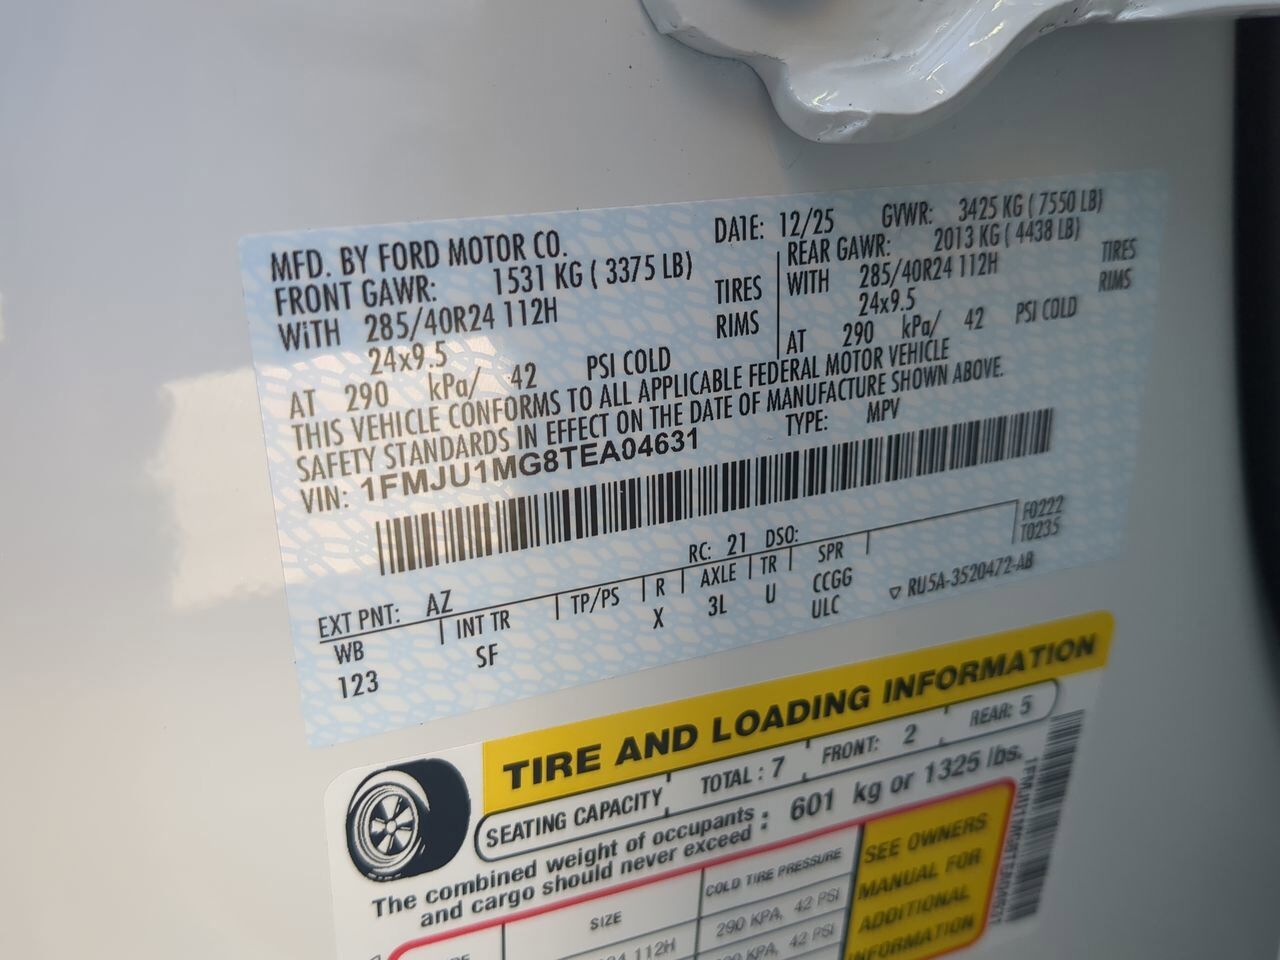 MFD. BY FORD MOTOR CO.
DATE: 12/25 GVWR: 3425 KG ( 7550 LB)
FRONT GAWR: 1531 KG ( 3375 LB)
REAR GAWR: 2013 KG ( 4438 LB)
WITH 285/40R24 112H TIRES
WITH 285/40R24 112H TIRES
24x9.5 RIMS
24x9.5 RIMS
AT 290 kPa/ 42 PSI COLD
AT 290 kPa/ 42 PSI COLD
THIS VEHICLE CONFORMS TO ALL APPLICABLE FEDERAL MOTOR VEHICLE
SAFETY STANDARDS IN EFFECT ON THE DATE OF MANUFACTURE SHOWN ABOVE.
VIN: 1FMJU1MG8TEA04631 TYPE: MPV
F0222
T0235
EXT PNT: AZ RC: 21 DSO:
WB INT TR TP/PS R AXLE TR SPR
123 SF X 3L U CCGG
ULC
RU5A-3520472-AB
TIRE AND LOADING INFORMATION
SEATING CAPACITY TOTAL : 7 FRONT: 2 REAR: 5
The combined weight of occupants and cargo should never exceed : 601 kg or 1325 lbs.
SIZE COLD TIRE PRESSURE
112H 290 KPA, 42 PSI
KPA, 42 PSI
SEE OWNERS
MANUAL FOR
ADDITIONAL
INFORMATION